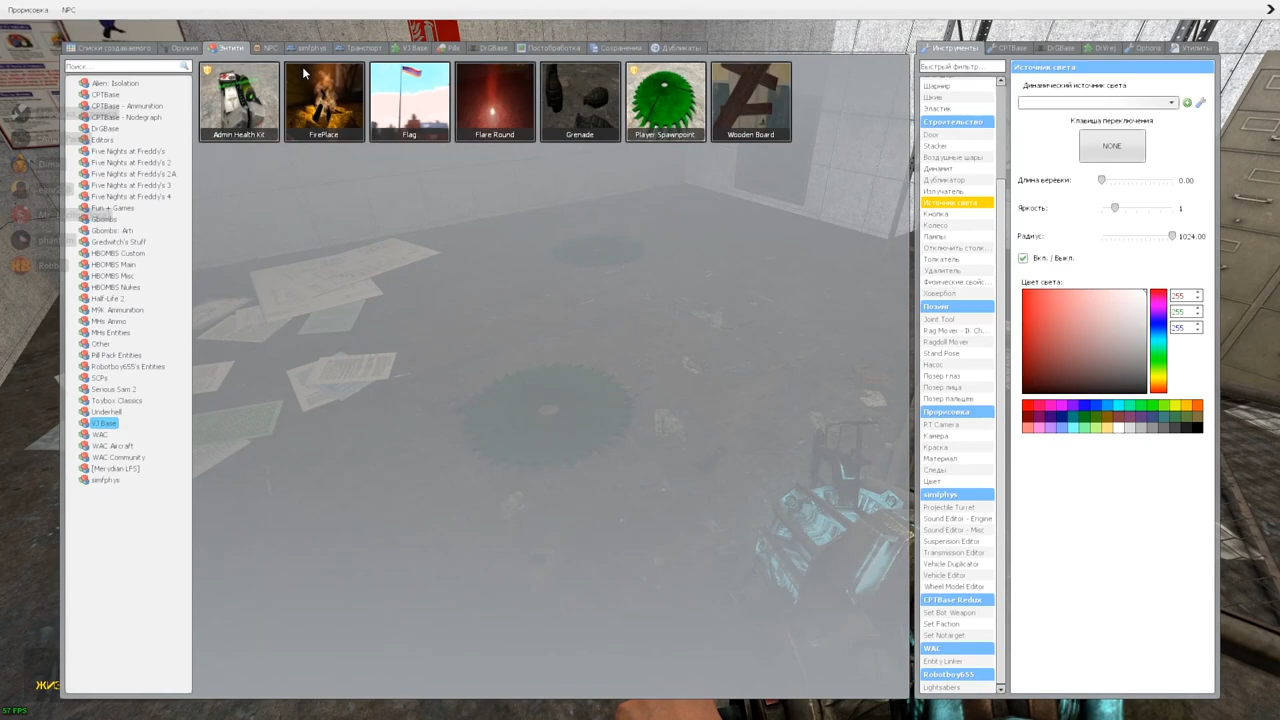 Прорисовка NPC
Списки создаваемого Оружие Энтити NPC simfphys Транспорт VJ Base Pills DrGBase Постобработка Сохранения Дубликаты
Поиск...
Alien: Isolation
CPTBase
CPTBase - Ammunition
CPTBase - Nodegraph
DrGBase
Editors
Five Nights at Freddy's
Five Nights at Freddy's 2
Five Nights at Freddy's 2A
Five Nights at Freddy's 3
Five Nights at Freddy's 4
Fun + Games
Gbombs
Gbombs: Arti
Gredwitch's Stuff
HBOMBS Custom
HBOMBS Main
HBOMBS Misc
HBOMBS Nukes
Half-Life 2
M9K Ammunition
MHs Ammo
MHs Entities
Other
Pill Pack Entities
Robotboy655's Entities
SCPs
Serious Sam 2
Toybox Classics
Underhell
VJ Base
WAC
WAC Aircraft
WAC Community
[Merydian LFS]
simfphys
Admin Health Kit
FirePlace
Flag
Flare Round
Grenade
Player Spawnpoint
Wooden Board
Инструменты CPTBase DrGBase DrVrej Options Утилиты
Быстрый фильтр...
Шарнир
Шкив
Эластик
Строительство
Door
Stacker
Воздушные шары
Динамит
Дубликатор
Излучатель
Источник света
Кнопка
Колесо
Лампы
Отключить столк...
Толкатель
Удалитель
Физические свойс...
Ховербол
Позинг
Joint Tool
Rag Mover - IK Ch...
Ragdoll Mover
Stand Pose
Насос
Позер глаз
Позер лица
Позер пальцев
Прорисовка
RT Camera
Камера
Краска
Материал
Следы
Цвет
simfphys
Projectile Turret
Sound Editor - Engine
Sound Editor - Misc
Suspension Editor
Transmission Editor
Vehicle Duplicator
Vehicle Editor
Wheel Model Editor
CPTBase Redux
Set Bot Weapon
Set Faction
Set Notarget
WAC
Entity Linker
Robotboy655
Lightsabers
Источник света
Динамический источник света
Клавиша переключения
NONE
Длина верёвки: 0.00
Яркость: 1
Радиус: 1024.00
Вкл. / Выкл.
Цвет света:
255
255
255
ЖИЗ
57 FPS